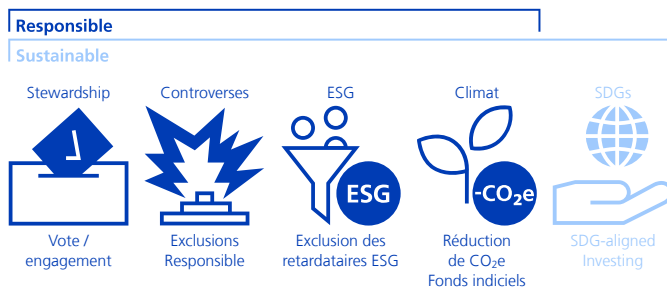 Responsible
Sustainable
Stewardship
Controverses
ESG
Climat
SDGs
ESG
-CO₂e
Vote /
engagement
Exclusions
Responsible
Exclusion des
retardataires ESG
Réduction
de CO₂e
Fonds indiciels
SDG-aligned
Investing